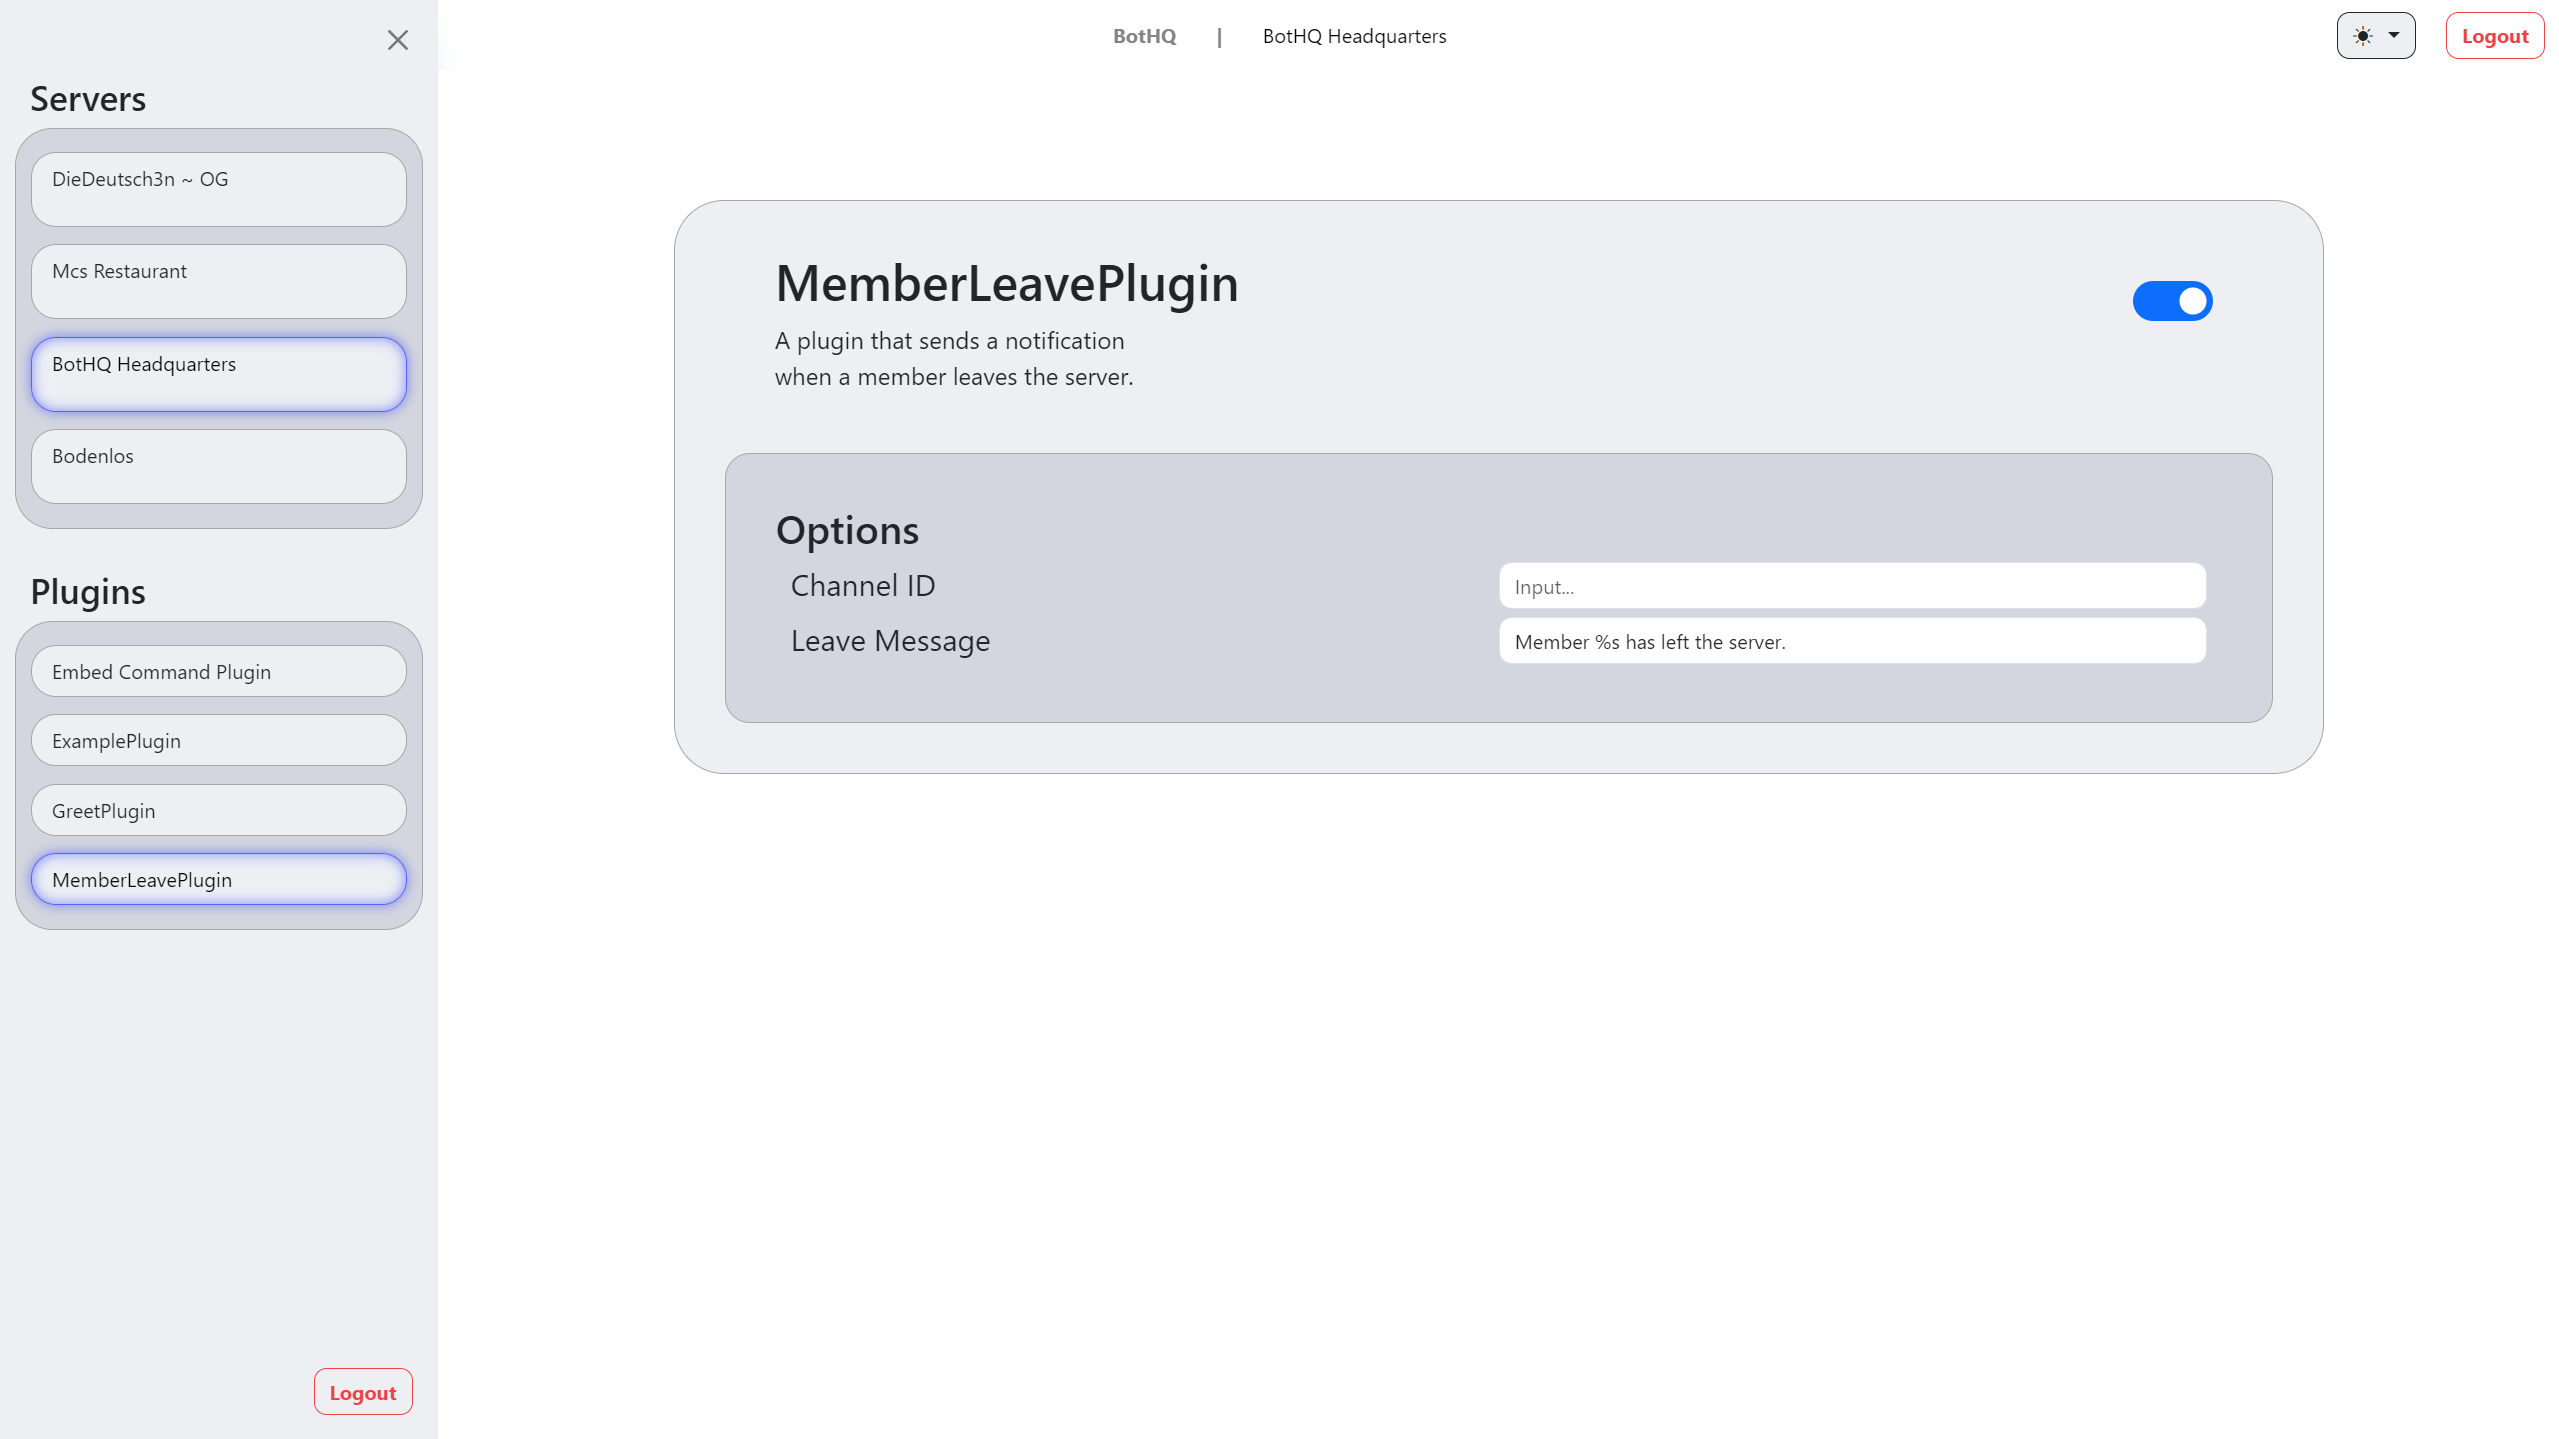 BotHQ | BotHQ Headquarters
Logout
Servers
DieDeutsch3n ~ OG
Mcs Restaurant
BotHQ Headquarters
Bodenlos
Plugins
Embed Command Plugin
ExamplePlugin
GreetPlugin
MemberLeavePlugin
Logout
MemberLeavePlugin
A plugin that sends a notification
when a member leaves the server.
Options
Channel ID
Input...
Leave Message
Member %s has left the server.